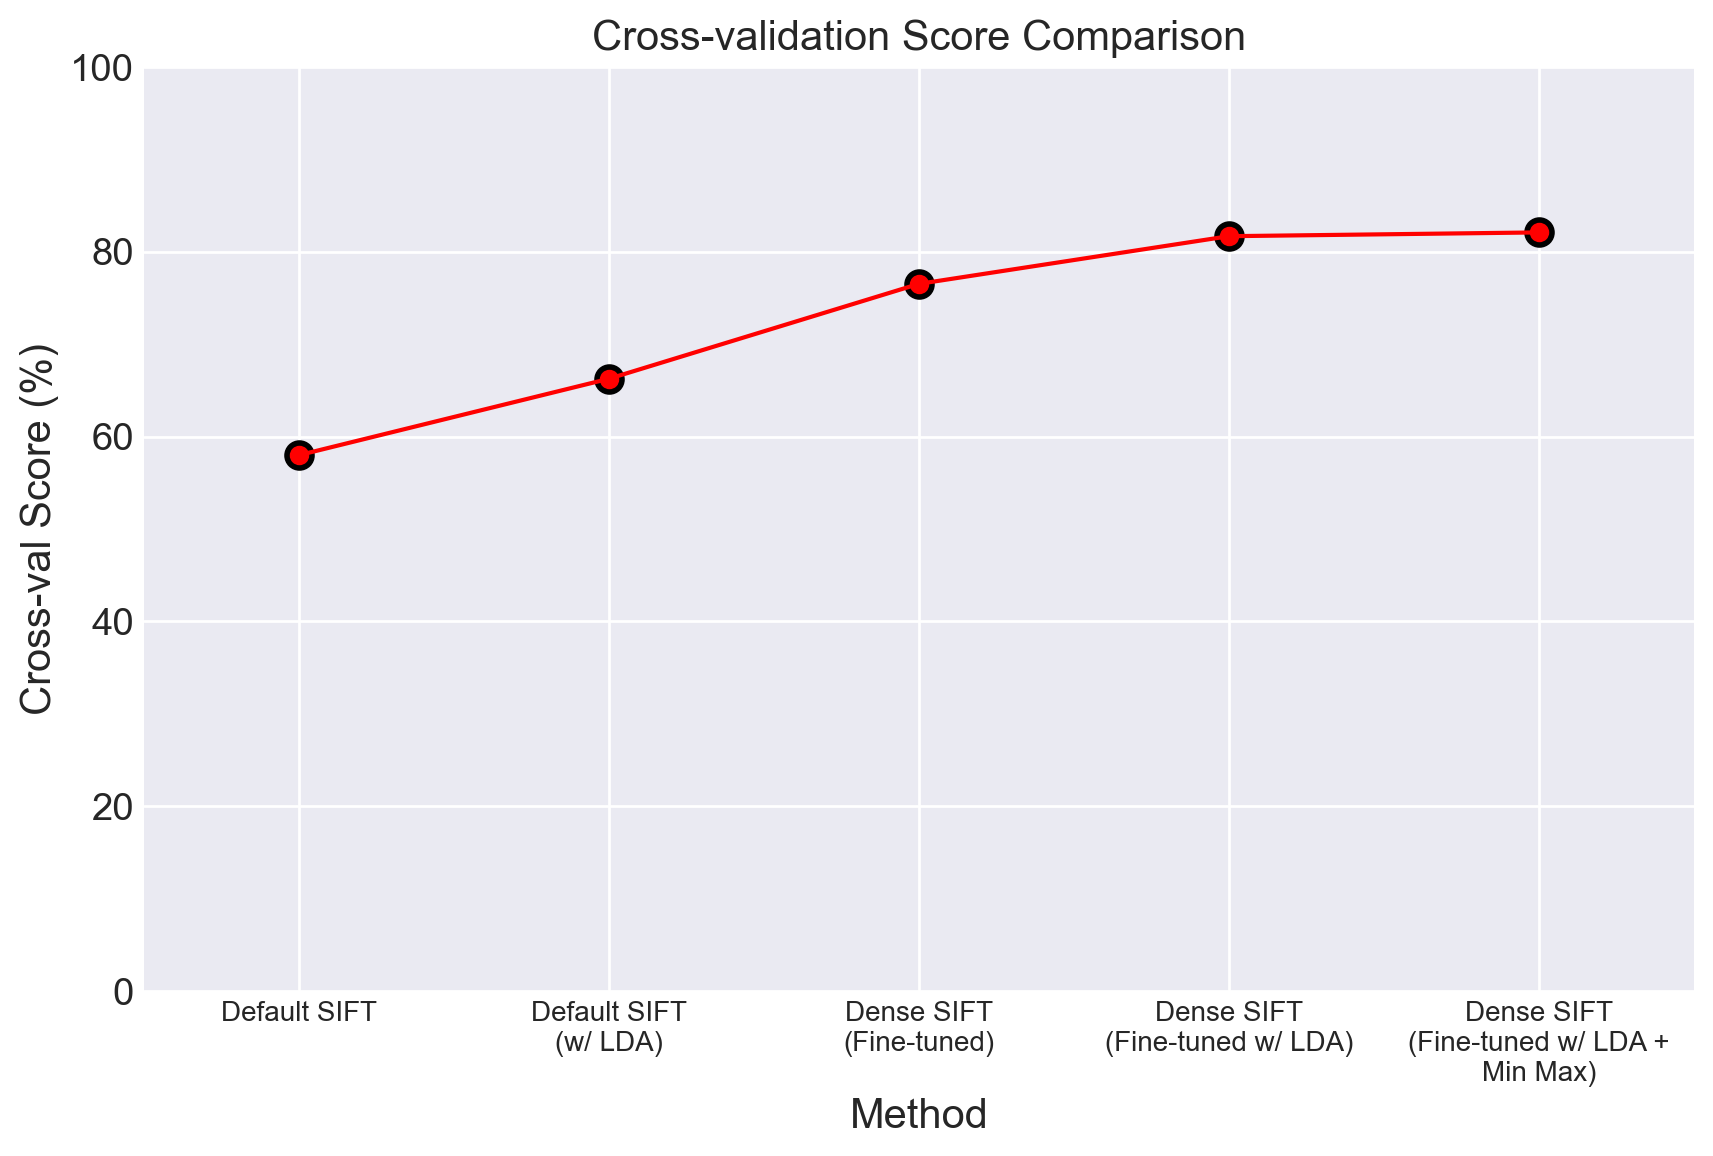 Cross-validation Score Comparison
100
80
60
40
20
0
Cross-val Score (%)
Default SIFT
Default SIFT
(w/ LDA)
Dense SIFT
(Fine-tuned)
Dense SIFT
(Fine-tuned w/ LDA)
Dense SIFT
(Fine-tuned w/ LDA +
Min Max)
Method